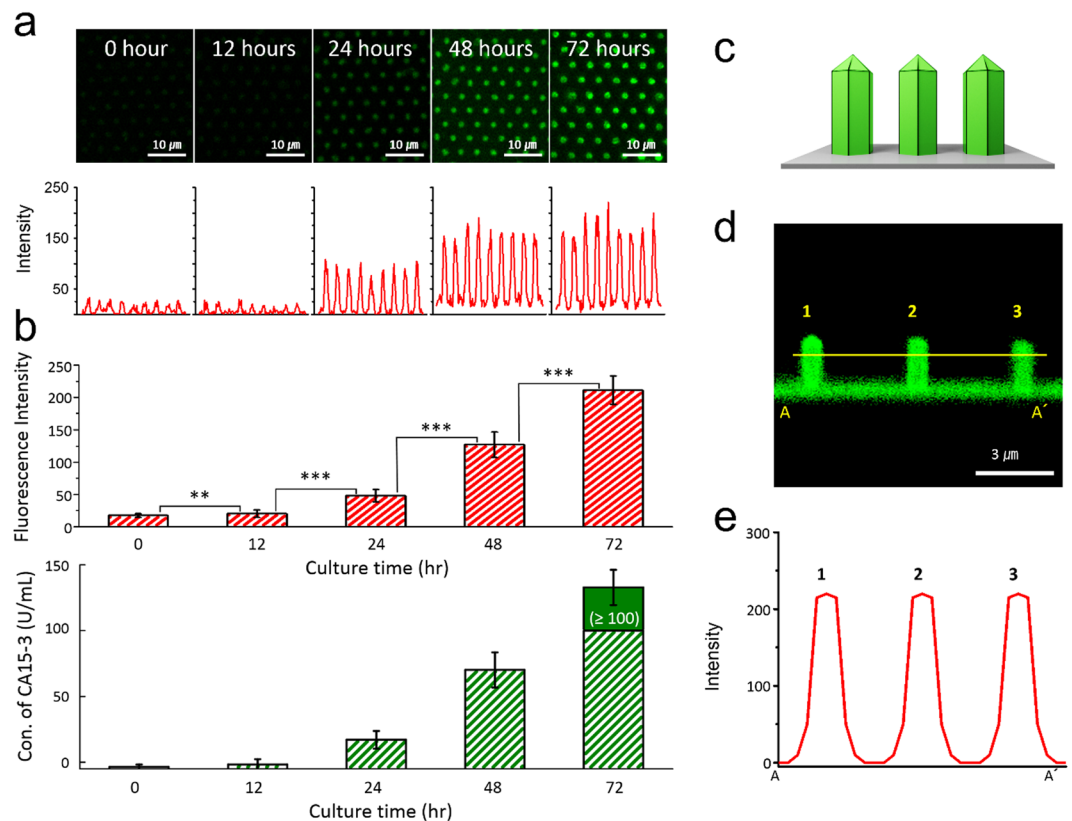 a
0 hour 12 hours 24 hours 48 hours 72 hours
10 μm 10 μm 10 μm 10 μm 10 μm
250
150
50
Intensity
b
250
200
150
100
50
0
Fluorescence Intensity
** *** *** ***
0 12 24 48 72
Culture time (hr)
150
100
50
0
Con. of CA15-3 (U/mL)
(≥ 100)
0 12 24 48 72
Culture time (hr)
c
d
1 2 3
A A´
3 μm
e
300
200
100
0
Intensity
1 2 3
A A´